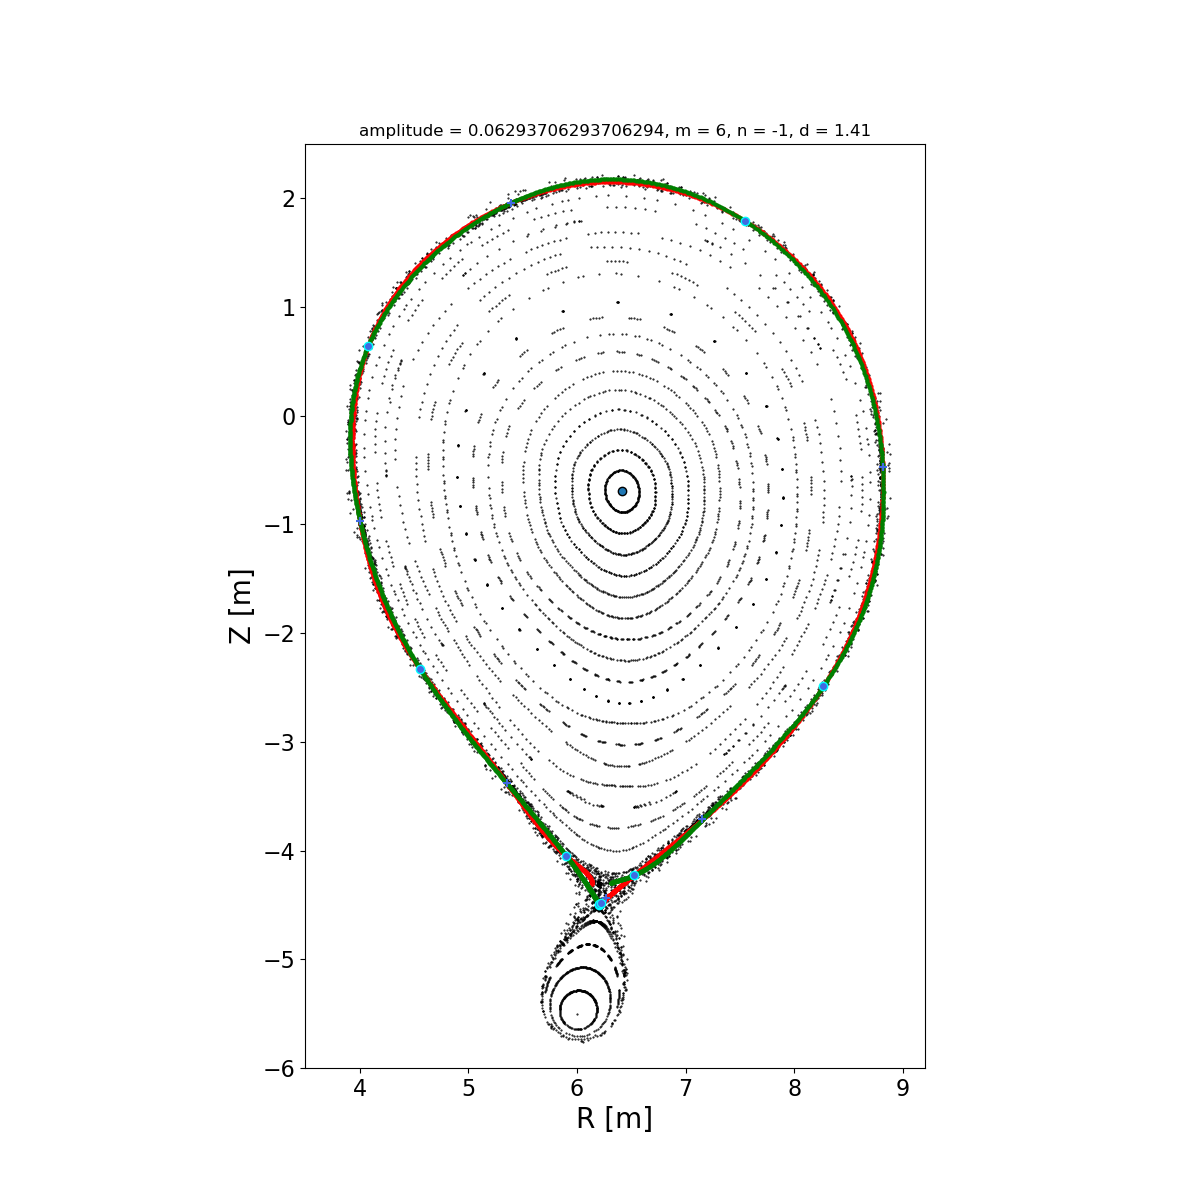 amplitude = 0.06293706293706294, m = 6, n = -1, d = 1.41
2
1
0
−1
−2
−3
−4
−5
−6
Z [m]
4 5 6 7 8 9
R [m]